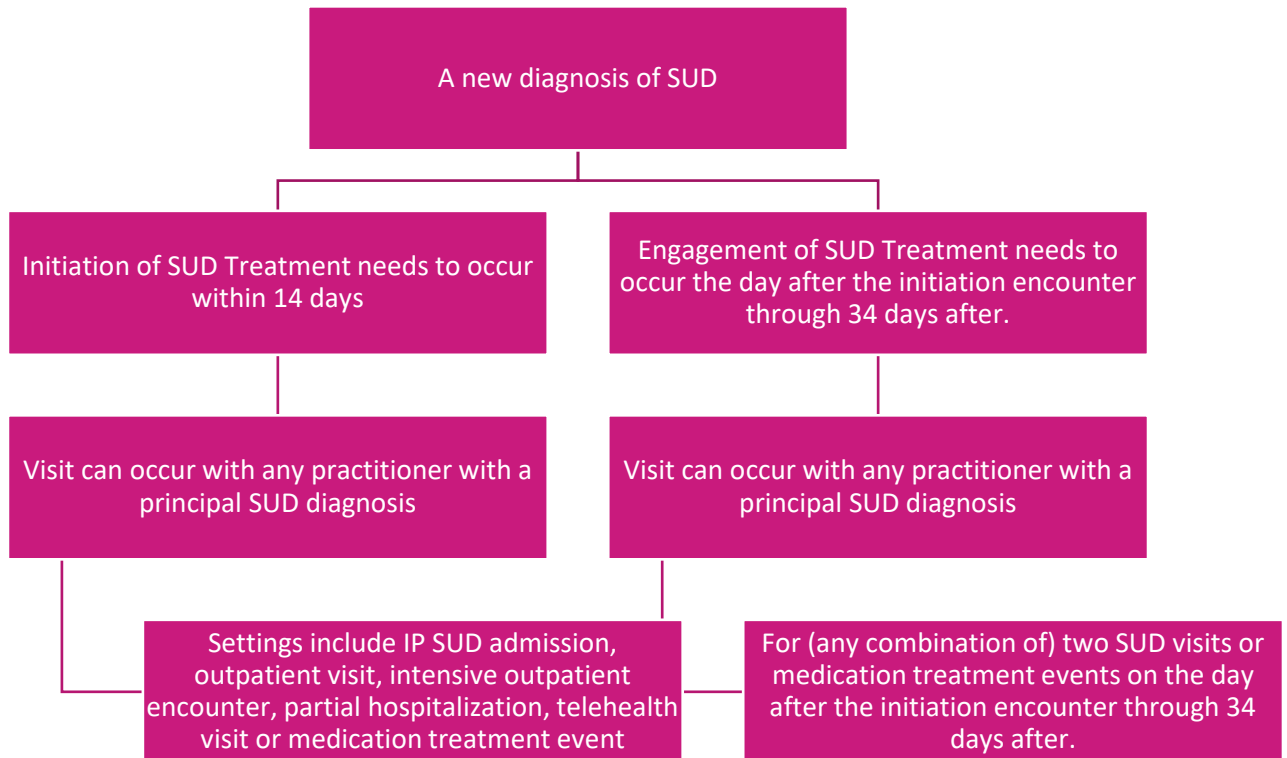 A new diagnosis of SUD
Initiation of SUD Treatment needs to occur
within 14 days
Engagement of SUD Treatment needs to
occur the day after the initiation encounter
through 34 days after.
Visit can occur with any practitioner with a
principal SUD diagnosis
Visit can occur with any practitioner with a
principal SUD diagnosis
Settings include IP SUD admission,
outpatient visit, intensive outpatient
encounter, partial hospitalization, telehealth
visit or medication treatment event
For (any combination of) two SUD visits or
medication treatment events on the day
after the initiation encounter through 34
days after.